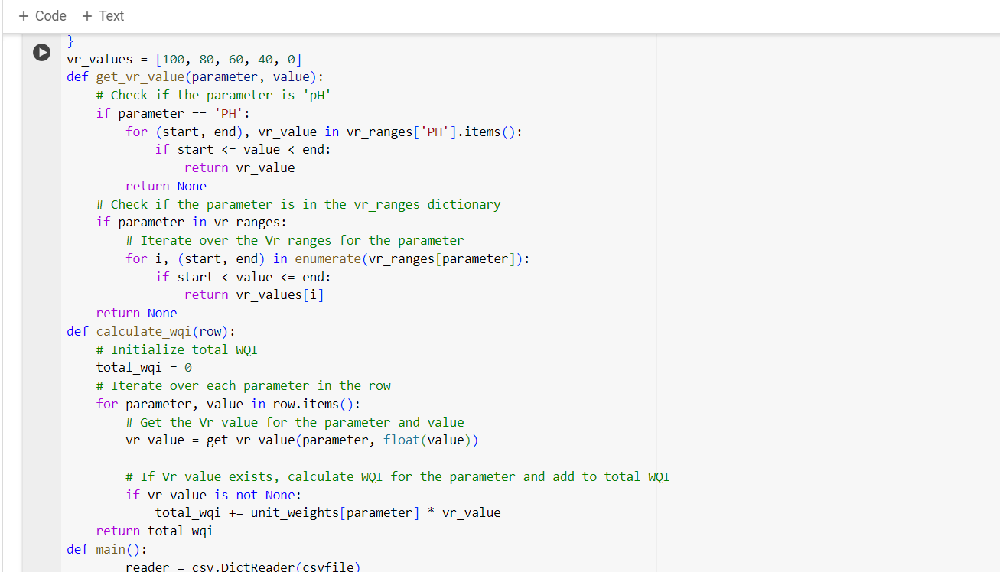 + Code + Text
}
vr_values = [100, 80, 60, 40, 0]
def get_vr_value(parameter, value):
    # Check if the parameter is 'pH'
    if parameter == 'PH':
        for (start, end), vr_value in vr_ranges['PH'].items():
            if start <= value < end:
                return vr_value
        return None
    # Check if the parameter is in the vr_ranges dictionary
    if parameter in vr_ranges:
        # Iterate over the Vr ranges for the parameter
        for i, (start, end) in enumerate(vr_ranges[parameter]):
            if start < value <= end:
                return vr_values[i]
    return None
def calculate_wqi(row):
    # Initialize total WQI
    total_wqi = 0
    # Iterate over each parameter in the row
    for parameter, value in row.items():
        # Get the Vr value for the parameter and value
        vr_value = get_vr_value(parameter, float(value))
        # If Vr value exists, calculate WQI for the parameter and add to total WQI
        if vr_value is not None:
            total_wqi += unit_weights[parameter] * vr_value
    return total_wqi
def main():
        reader = csv.DictReader(csvfile)